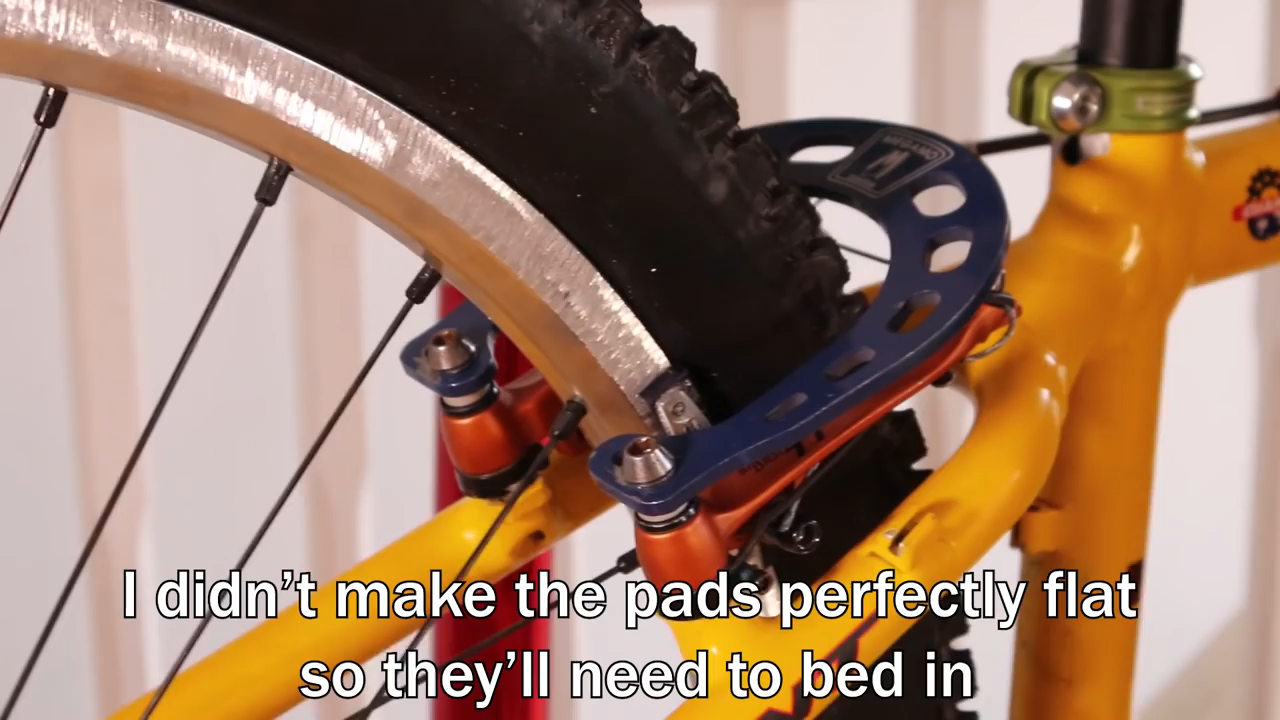 I didn’t make the pads perfectly flat
so they’ll need to bed in